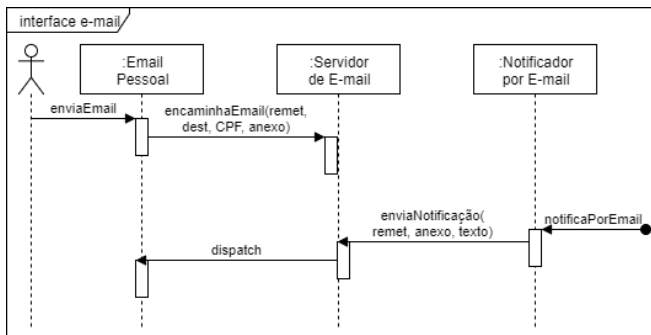 interface e-mail
:Email
Pessoal
:Servidor
de E-mail
:Notificador
por E-mail
enviaEmail
encaminhaEmail(remet,
dest, CPF, anexo)
enviaNotificação(
remet, anexo, texto)
notificaPorEmail
dispatch